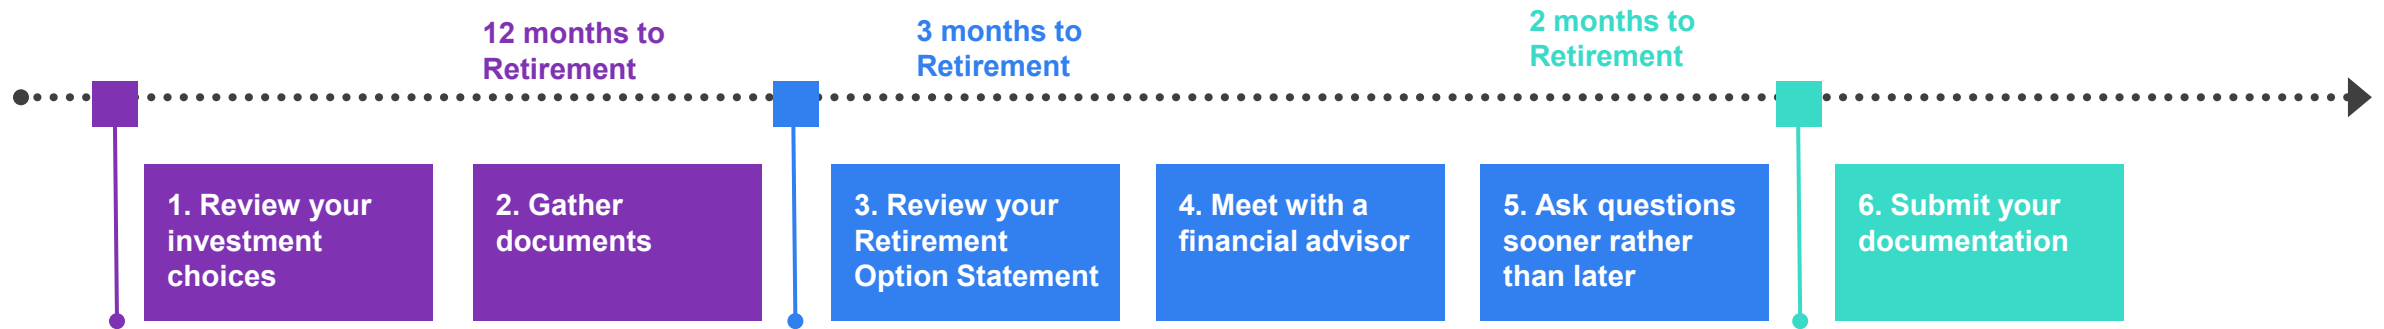 12 months to
Retirement
3 months to
Retirement
2 months to
Retirement
1. Review your
investment
choices
2. Gather
documents
3. Review your
Retirement
Option Statement
4. Meet with a
financial advisor
5. Ask questions
sooner rather
than later
6. Submit your
documentation